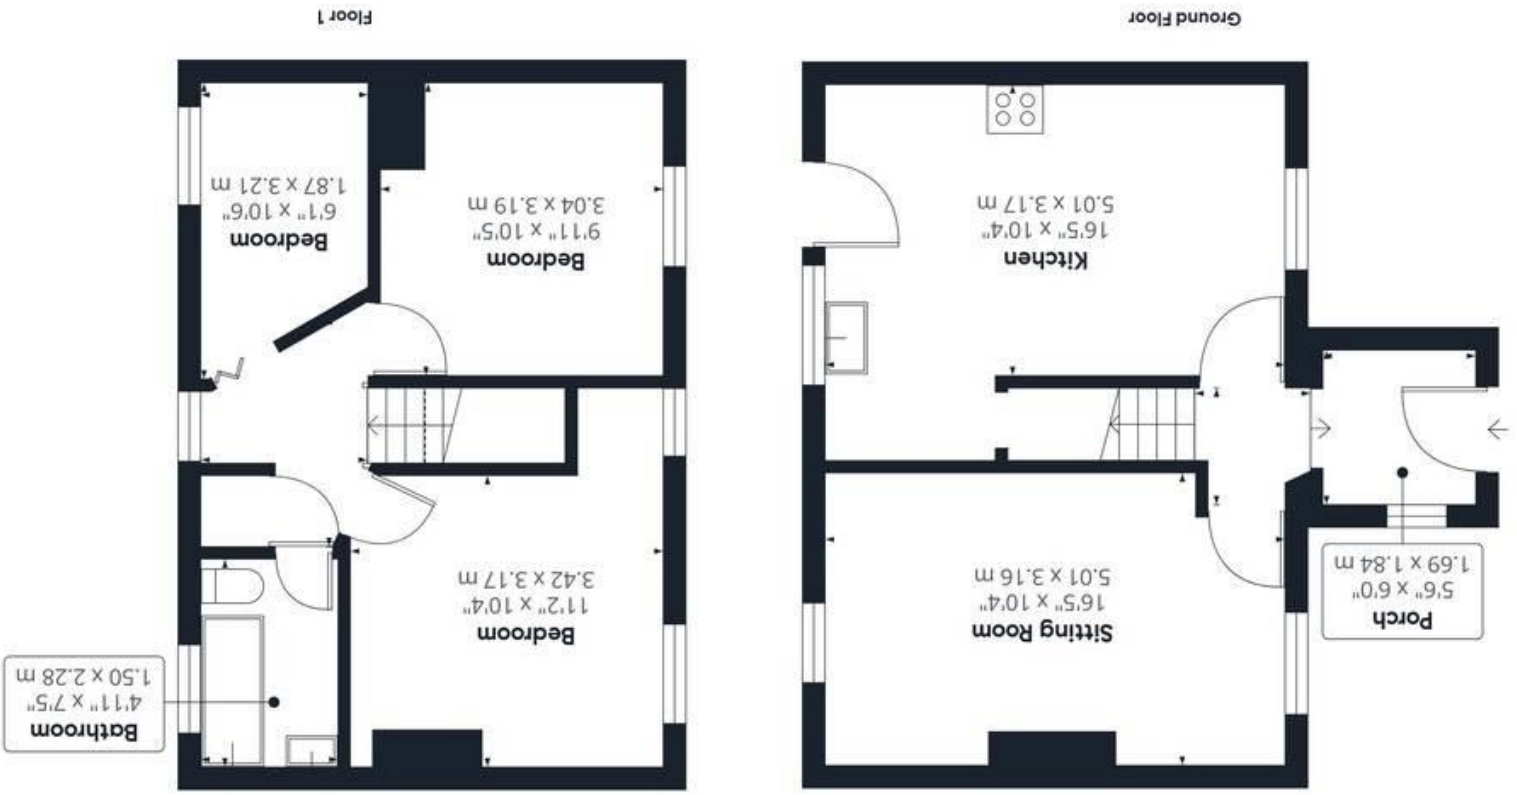 Porch
5'6" x 6'0"
1.69 x 1.84 m
Sitting Room
16'5" x 10'4"
5.01 x 3.16 m
Kitchen
16'5" x 10'4"
5.01 x 3.17 m
Ground Floor
Bathroom
4'11" x 7'5"
1.50 x 2.28 m
Bedroom
11'2" x 10'4"
3.42 x 3.17 m
Bedroom
9'11" x 10'5"
3.04 x 3.19 m
Bedroom
6'1" x 10'6"
1.87 x 3.21 m
Floor 1